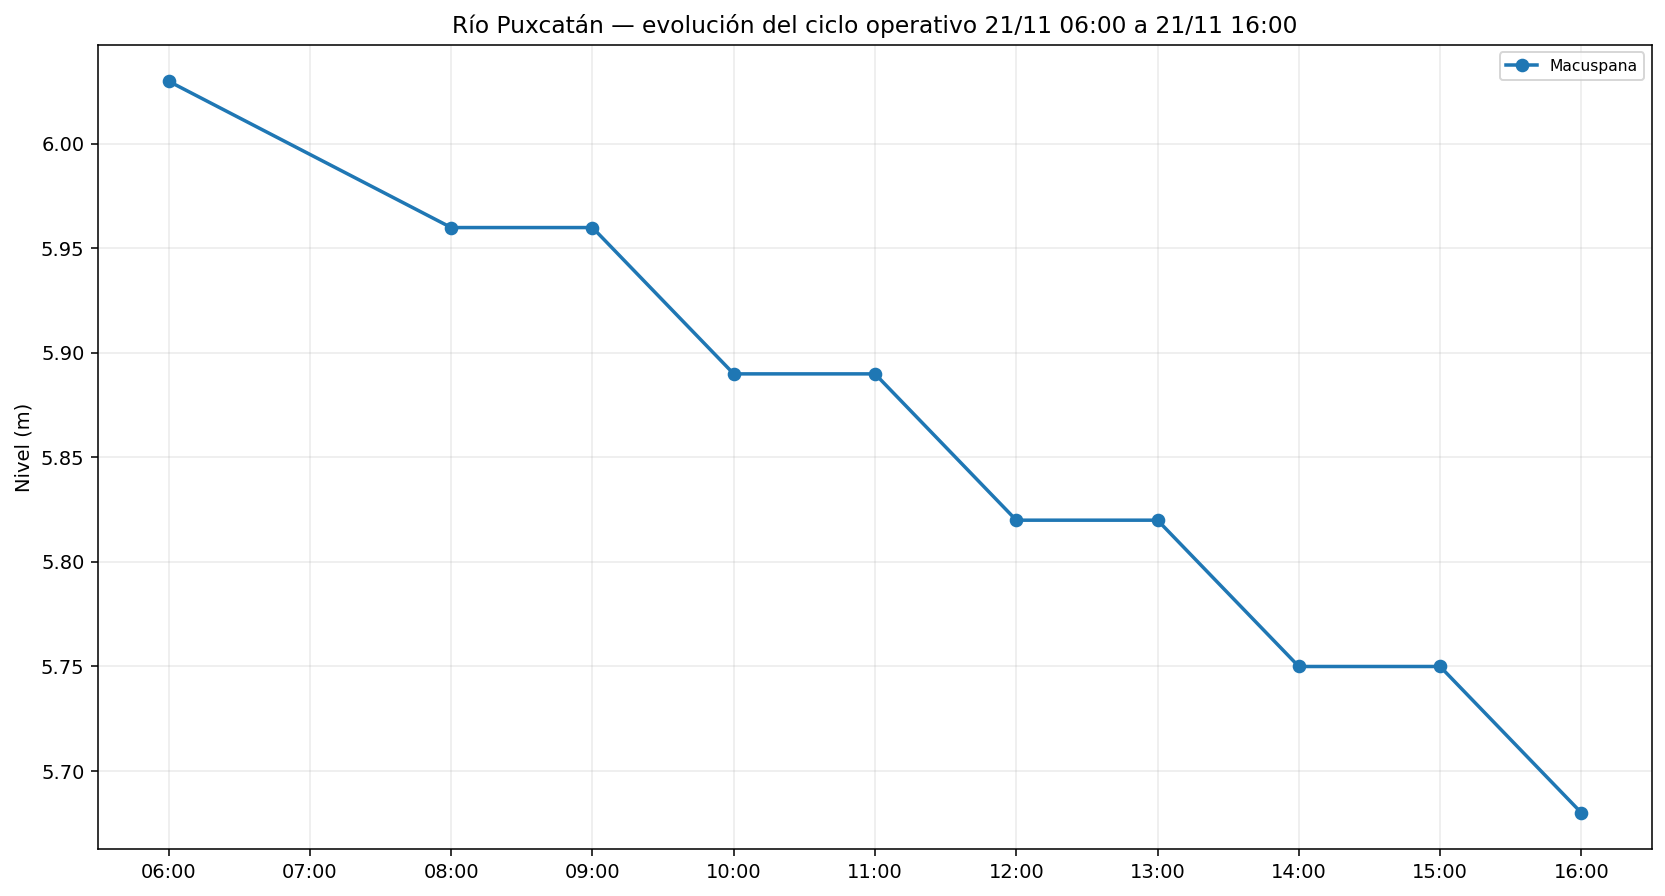 Río Puxcatán — evolución del ciclo operativo 21/11 06:00 a 21/11 16:00
Macuspana
Nivel (m)
6.00
5.95
5.90
5.85
5.80
5.75
5.70
06:00 07:00 08:00 09:00 10:00 11:00 12:00 13:00 14:00 15:00 16:00